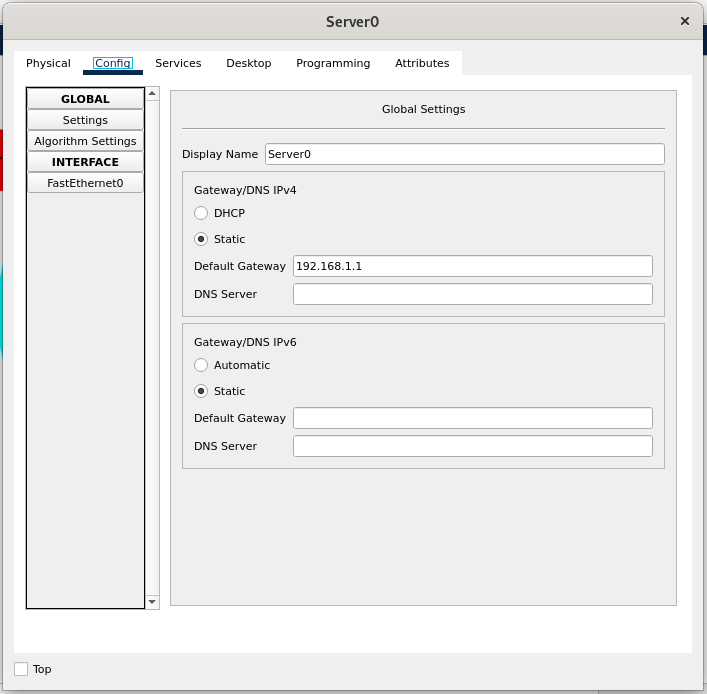 Server0
Physical Config Services Desktop Programming Attributes
GLOBAL
Settings
Algorithm Settings
INTERFACE
FastEthernet0
Global Settings
Display Name Server0
Gateway/DNS IPv4
DHCP
Static
Default Gateway 192.168.1.1
DNS Server
Gateway/DNS IPv6
Automatic
Static
Default Gateway
DNS Server
Top